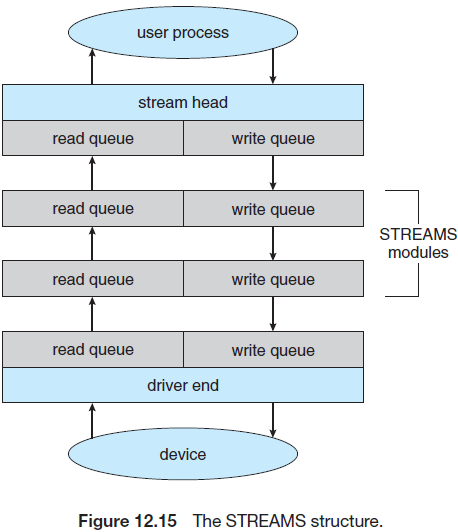 user process
stream head
read queue write queue
read queue write queue
STREAMS
modules
read queue write queue
read queue write queue
driver end
device
Figure 12.15 The STREAMS structure.